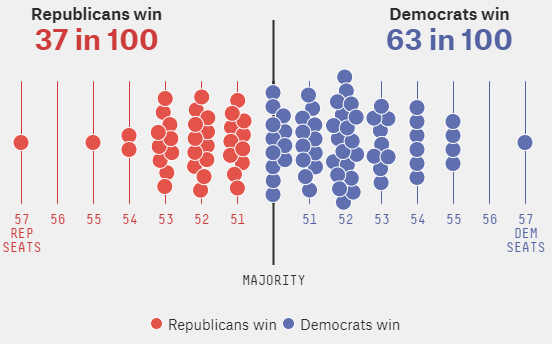 Republicans win
37 in 100
Democrats win
63 in 100
57 56 55 54 53 52 51 51 52 53 54 55 56 57
REP
SEATS
DEM
SEATS
MAJORITY
Republicans win Democrats win